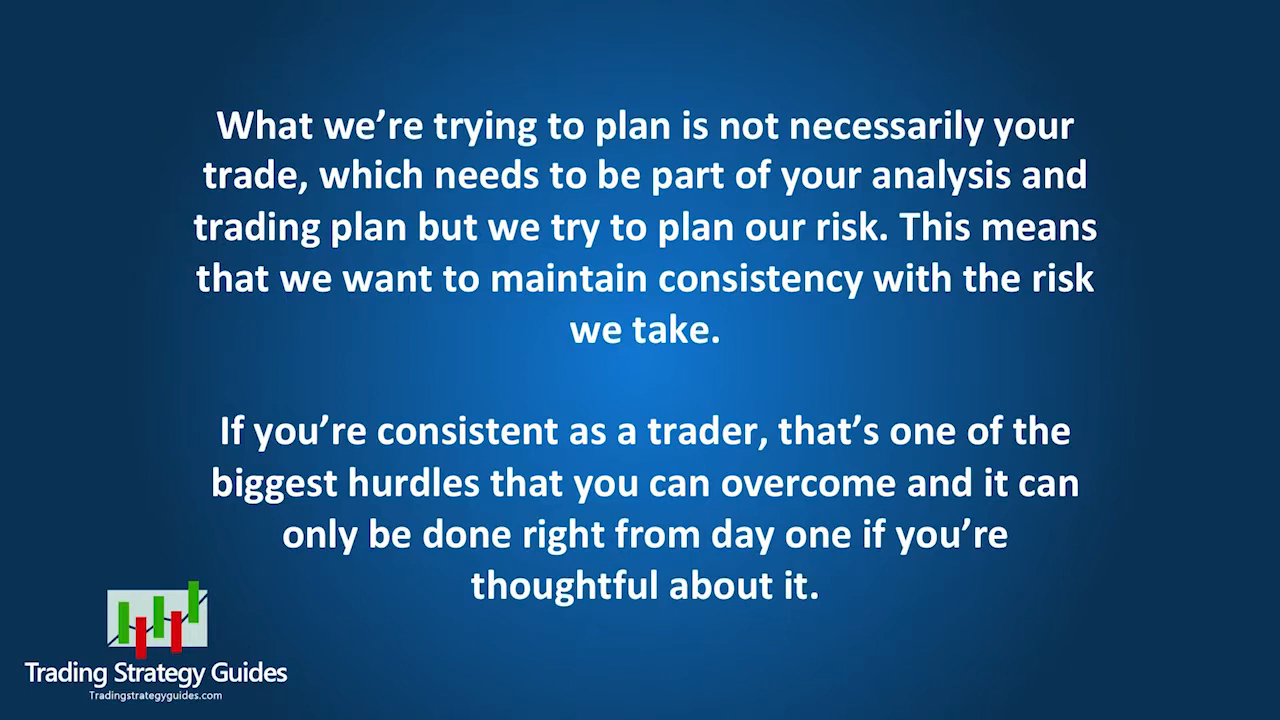 What we’re trying to plan is not necessarily your
trade, which needs to be part of your analysis and
trading plan but we try to plan our risk. This means
that we want to maintain consistency with the risk
we take.
If you’re consistent as a trader, that’s one of the
biggest hurdles that you can overcome and it can
only be done right from day one if you’re
thoughtful about it.
Trading Strategy Guides
Tradingstrategyguides.com